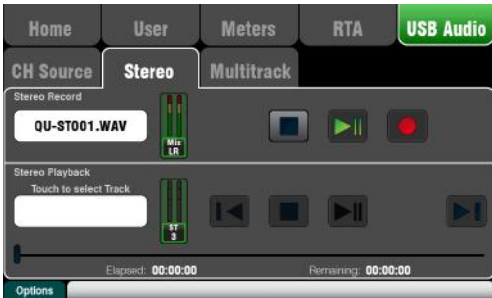 Home User Meters RTA USB Audio
CH Source Stereo Multitrack
Stereo Record
QU-ST001.WAV
Mix
LR
Stereo Playback
Touch to select Track
ST
3
Elapsed: 00:00:00 Remaining: 00:00:00
Options